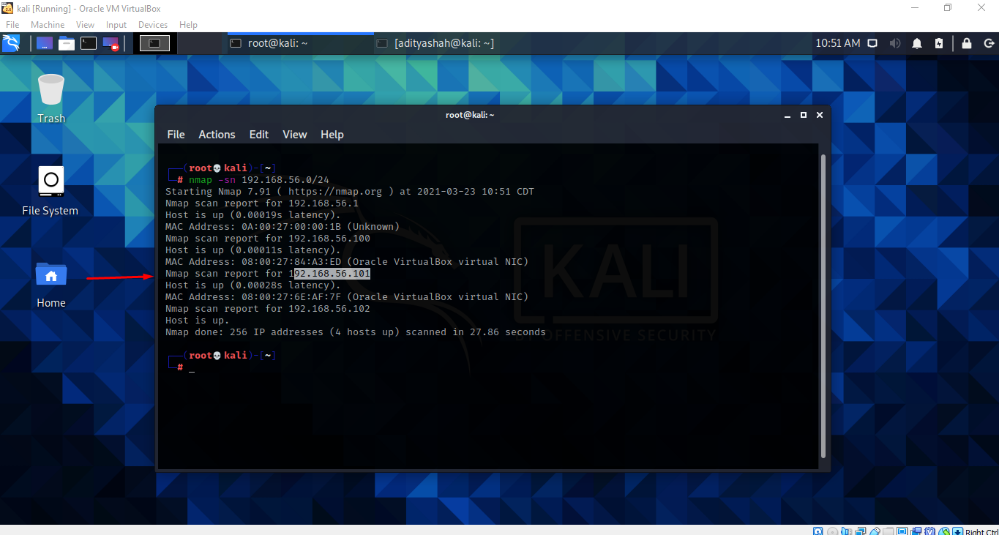 kali [Running] - Oracle VM VirtualBox
File Machine View Input Devices Help
root@kali: ~ [adityashah@kali: ~] 10:51 AM
Trash
File System
Home
root@kali: ~
File Actions Edit View Help
┌──(root💀kali)-[~]
└─# nmap -sn 192.168.56.0/24
Starting Nmap 7.91 ( https://nmap.org ) at 2021-03-23 10:51 CDT
Nmap scan report for 192.168.56.1
Host is up (0.00019s latency).
MAC Address: 0A:00:27:00:00:1B (Unknown)
Nmap scan report for 192.168.56.100
Host is up (0.00011s latency).
MAC Address: 08:00:27:84:A3:ED (Oracle VirtualBox virtual NIC)
Nmap scan report for 192.168.56.101
Host is up (0.00028s latency).
MAC Address: 08:00:27:6E:AF:7F (Oracle VirtualBox virtual NIC)
Nmap scan report for 192.168.56.102
Host is up.
Nmap done: 256 IP addresses (4 hosts up) scanned in 27.86 seconds
┌──(root💀kali)-[~]
└─# _
KALI
BY OFFENSIVE SECURITY
Right Ctrl